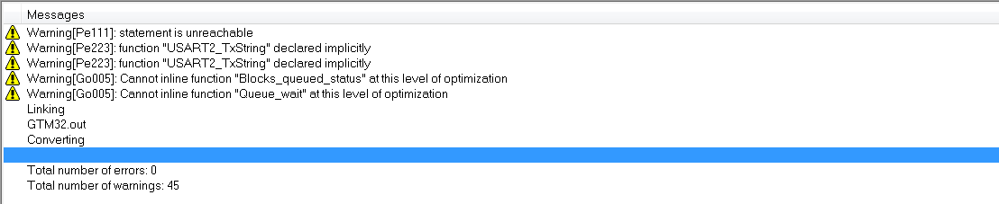 Messages
Warning[Pe111]: statement is unreachable
Warning[Pe223]: function "USART2_TxString" declared implicitly
Warning[Pe223]: function "USART2_TxString" declared implicitly
Warning[Go005]: Cannot inline function "Blocks_queued_status" at this level of optimization
Warning[Go005]: Cannot inline function "Queue_wait" at this level of optimization
Linking
GTM32.out
Converting
Total number of errors: 0
Total number of warnings: 45